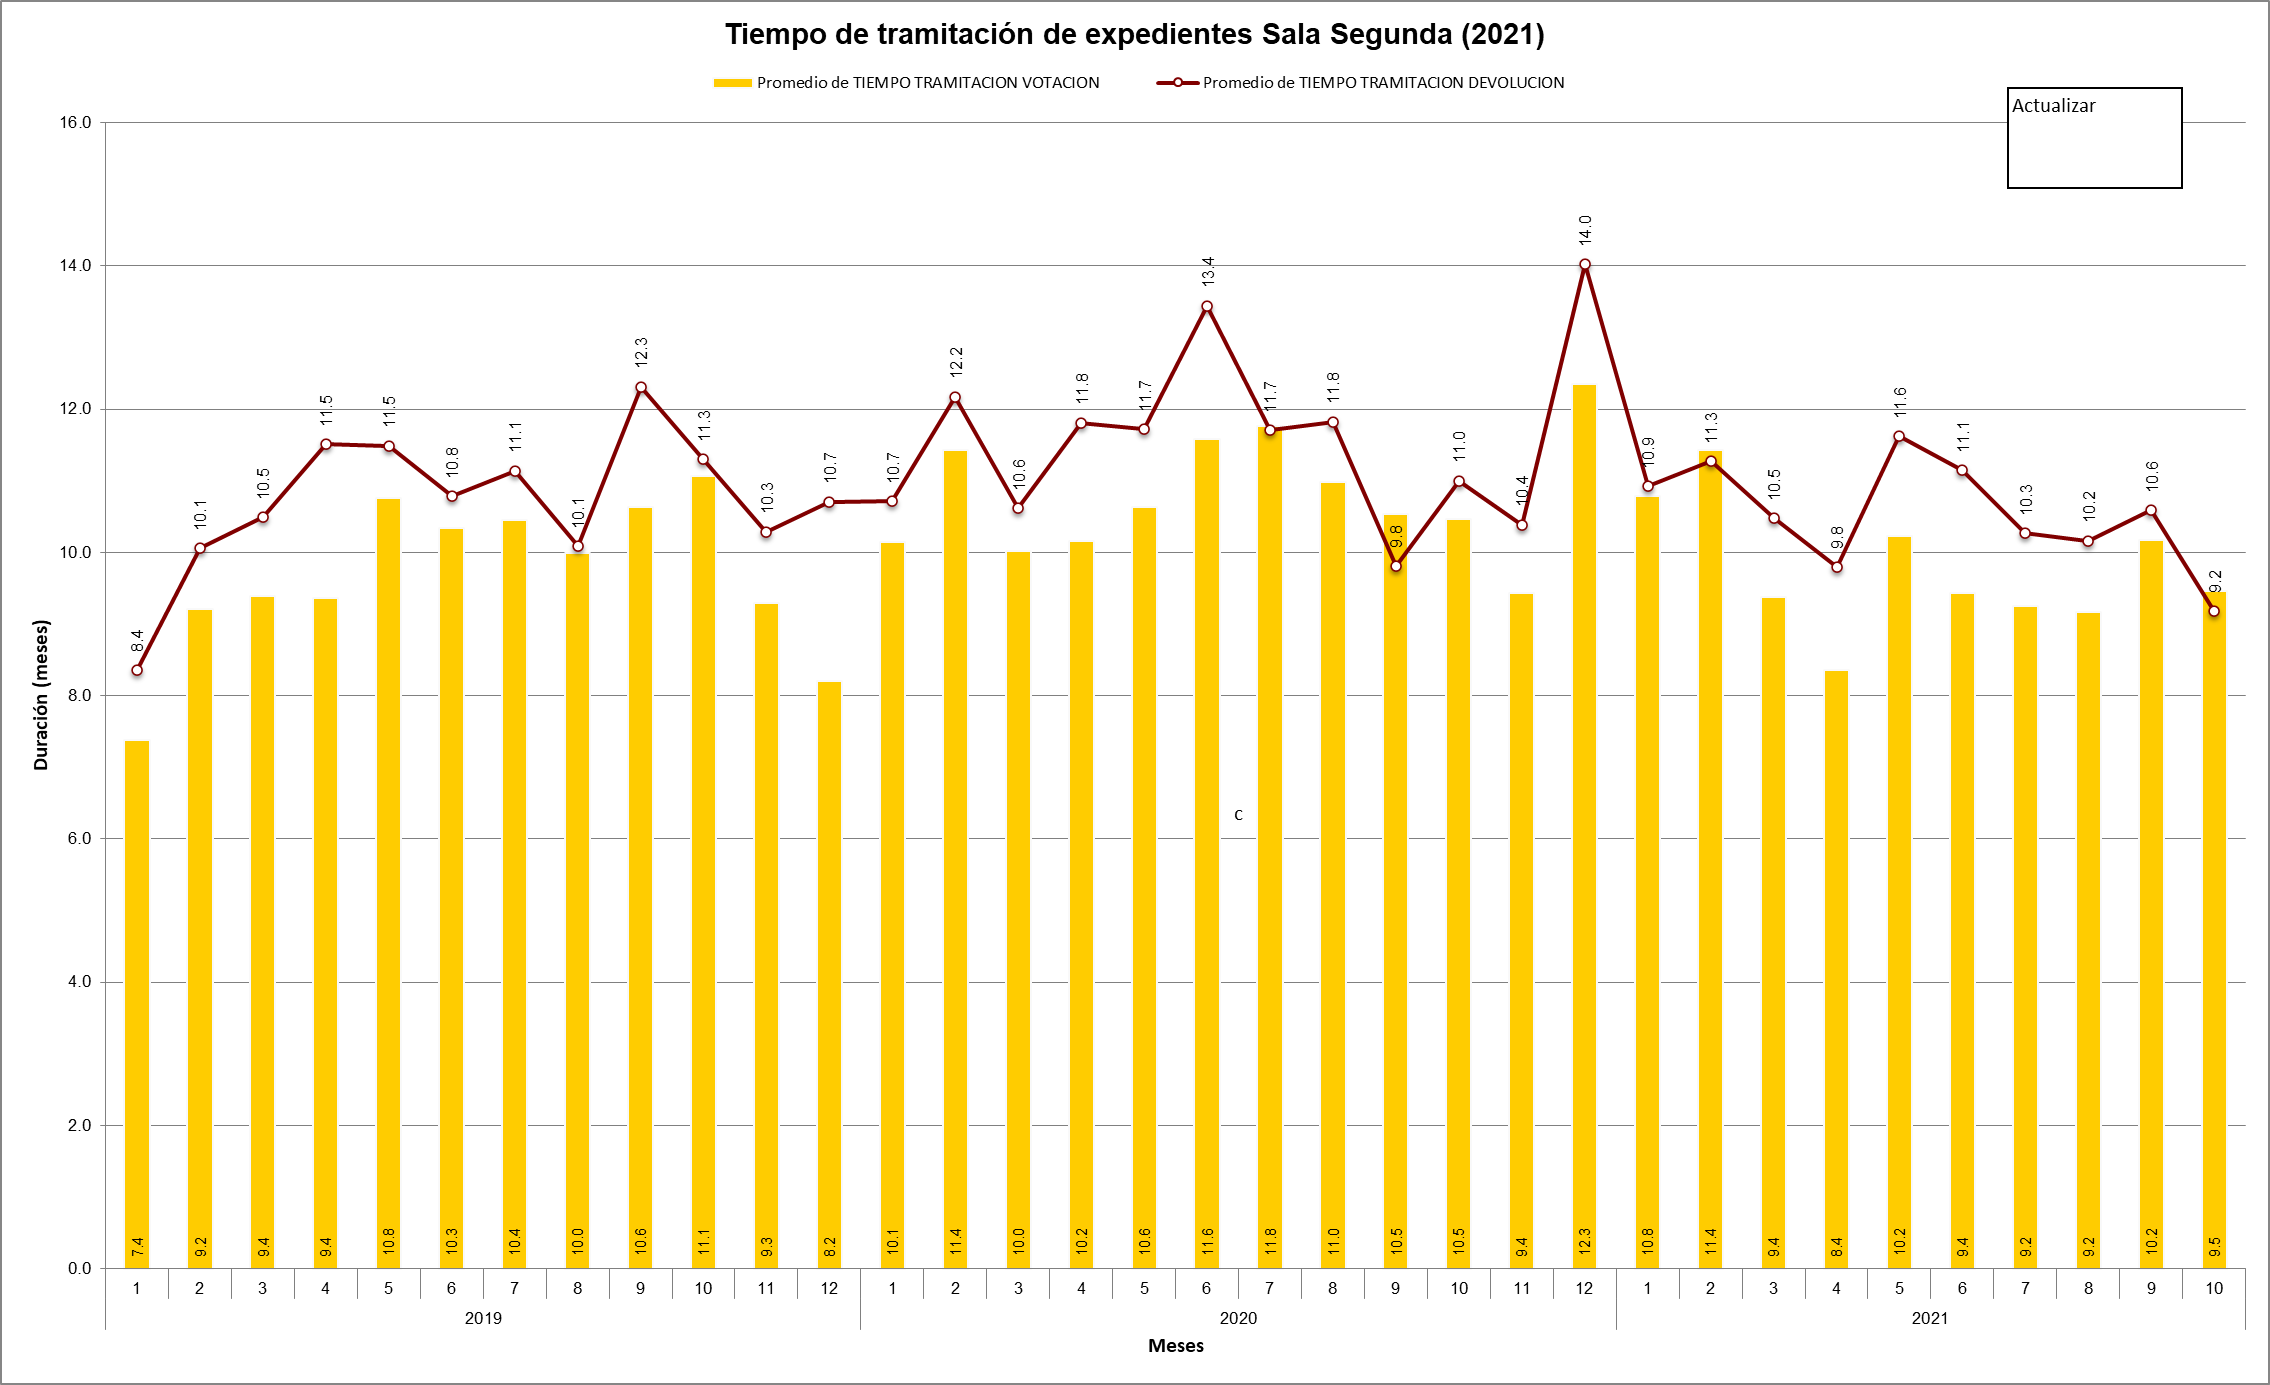 Tiempo de tramitación de expedientes Sala Segunda (2021)
Promedio de TIEMPO TRAMITACION VOTACION
Promedio de TIEMPO TRAMITACION DEVOLUCION
Actualizar
16.0
14.0
12.0
10.0
8.0
6.0
4.0
2.0
0.0
Duración (meses)
8.4 10.1 10.5 11.5 11.5 10.8 11.1 10.1 12.3 11.3 10.3 10.7 10.7 12.2 10.6 11.8 11.7 13.4 11.7 11.8 9.8 11.0 10.4 14.0 10.9 11.3 10.5 9.8 11.6 11.1 10.3 10.2 10.6 9.2
c
7.4 9.2 9.4 9.4 10.8 10.3 10.4 10.0 10.6 11.1 9.3 8.2 10.1 11.4 10.0 10.2 10.6 11.6 11.8 11.0 10.5 10.5 9.4 12.3 10.8 11.4 9.4 8.4 10.2 9.4 9.2 9.2 10.2 9.5
1 2 3 4 5 6 7 8 9 10 11 12 1 2 3 4 5 6 7 8 9 10 11 12 1 2 3 4 5 6 7 8 9 10
2019 2020 2021
Meses